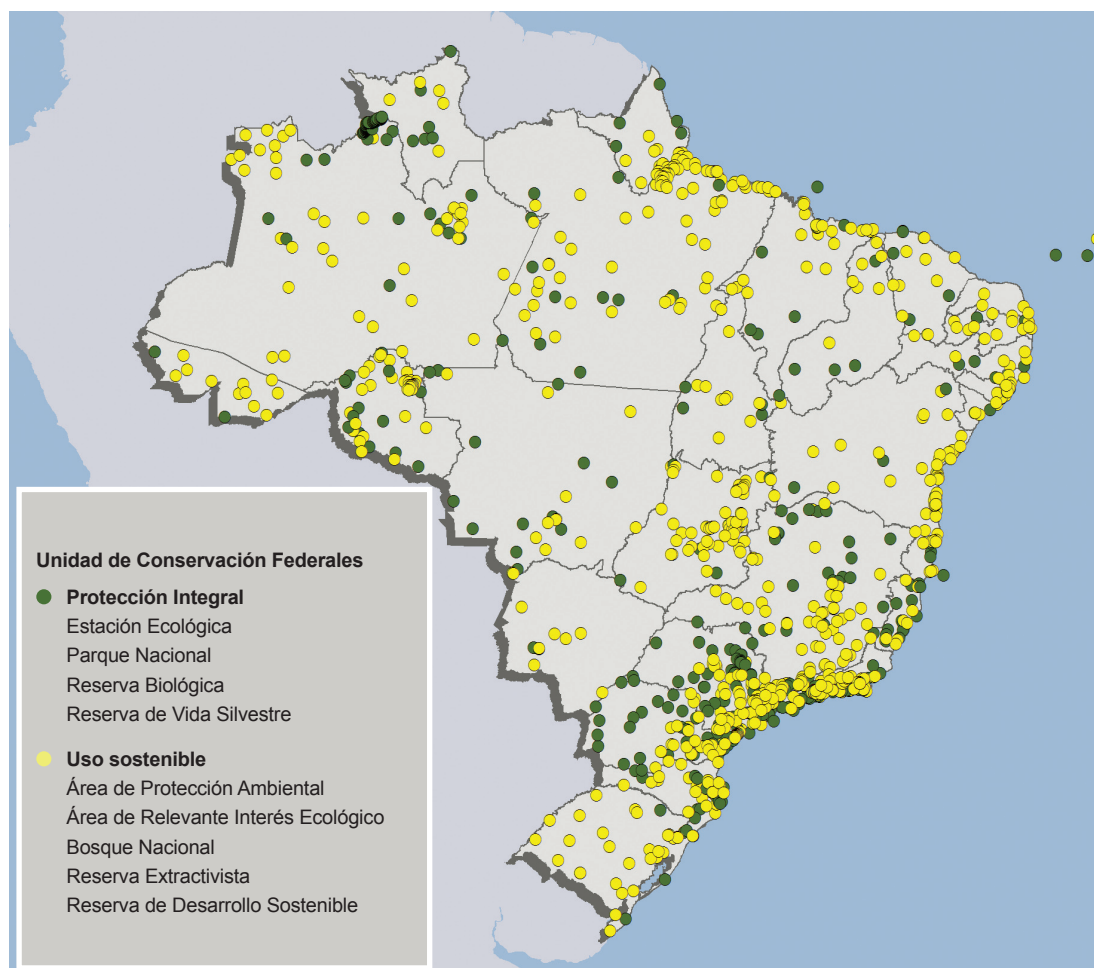 Unidad de Conservación Federales
Protección Integral
Estación Ecológica
Parque Nacional
Reserva Biológica
Reserva de Vida Silvestre
Uso sostenible
Área de Protección Ambiental
Área de Relevante Interés Ecológico
Bosque Nacional
Reserva Extractivista
Reserva de Desarrollo Sostenible